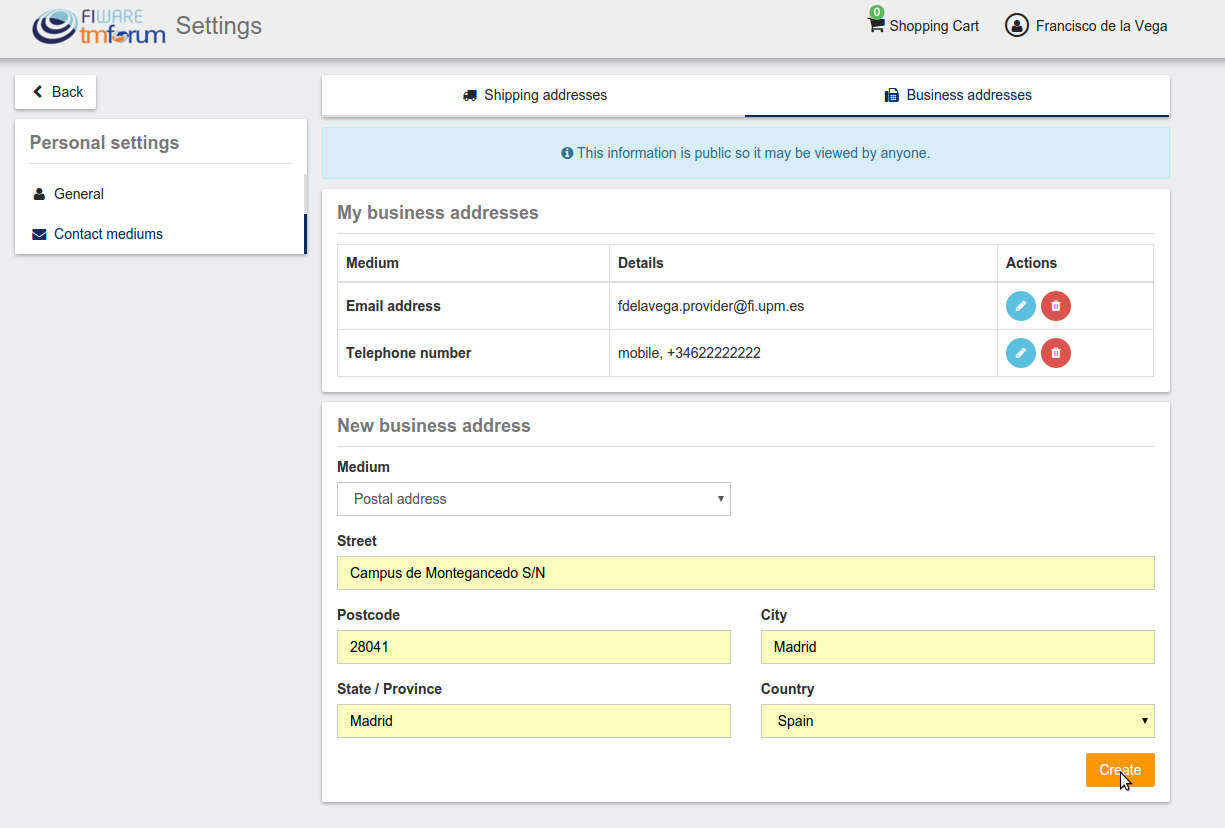 FIWARE
tmforum
Settings
0
Shopping Cart
Francisco de la Vega
Back
Personal settings
General
Contact mediums
Shipping addresses
Business addresses
This information is public so it may be viewed by anyone.
My business addresses
Medium Details Actions
Email address fdelavega.provider@fi.upm.es
Telephone number mobile, +34622222222
New business address
Medium
Postal address
Street
Campus de Montegancedo S/N
Postcode City
28041 Madrid
State / Province Country
Madrid Spain
Create